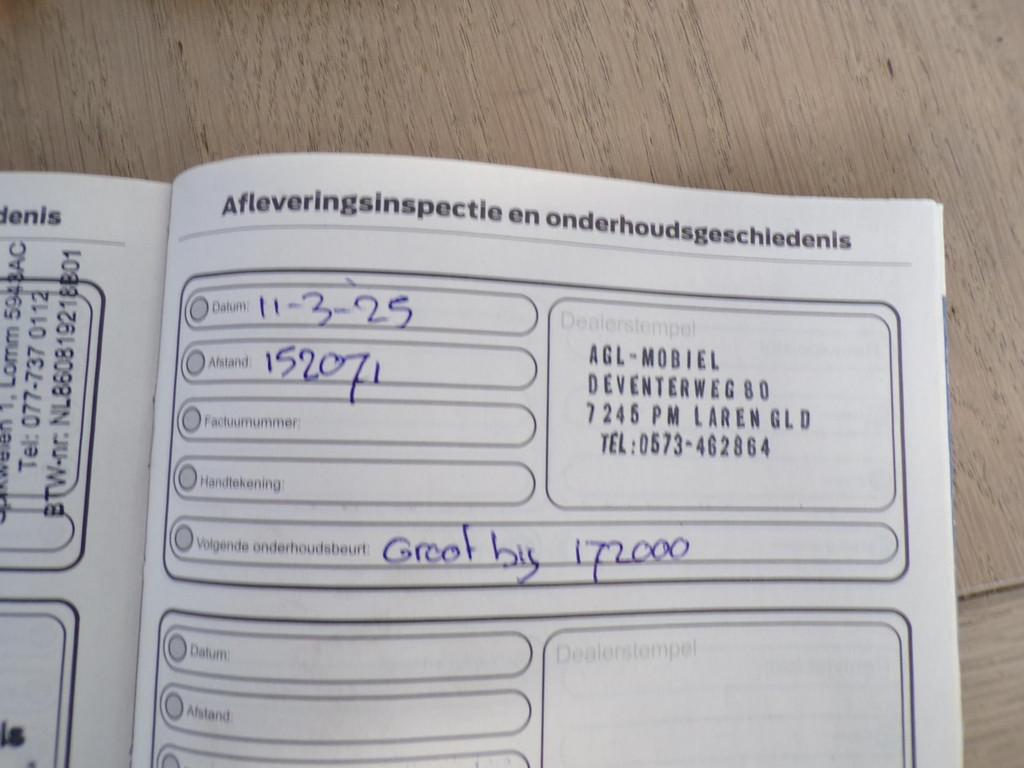 denis
Lomm 5943AC
Tel: 077-737 0112
BTW-nr: NL860819218B01
Afleveringsinspectie en onderhoudsgeschiedenis
Datum: 11-3-25
Afstand: 152071
Factuurnummer:
Handtekening:
Volgende onderhoudsbeurt: Groot bij 172000
Dealerstempel
AGL-MOBIEL
DEVENTERWEG 80
7245 PM LAREN GLD
TEL:0573-462864
Datum:
Afstand:
Dealerstempel